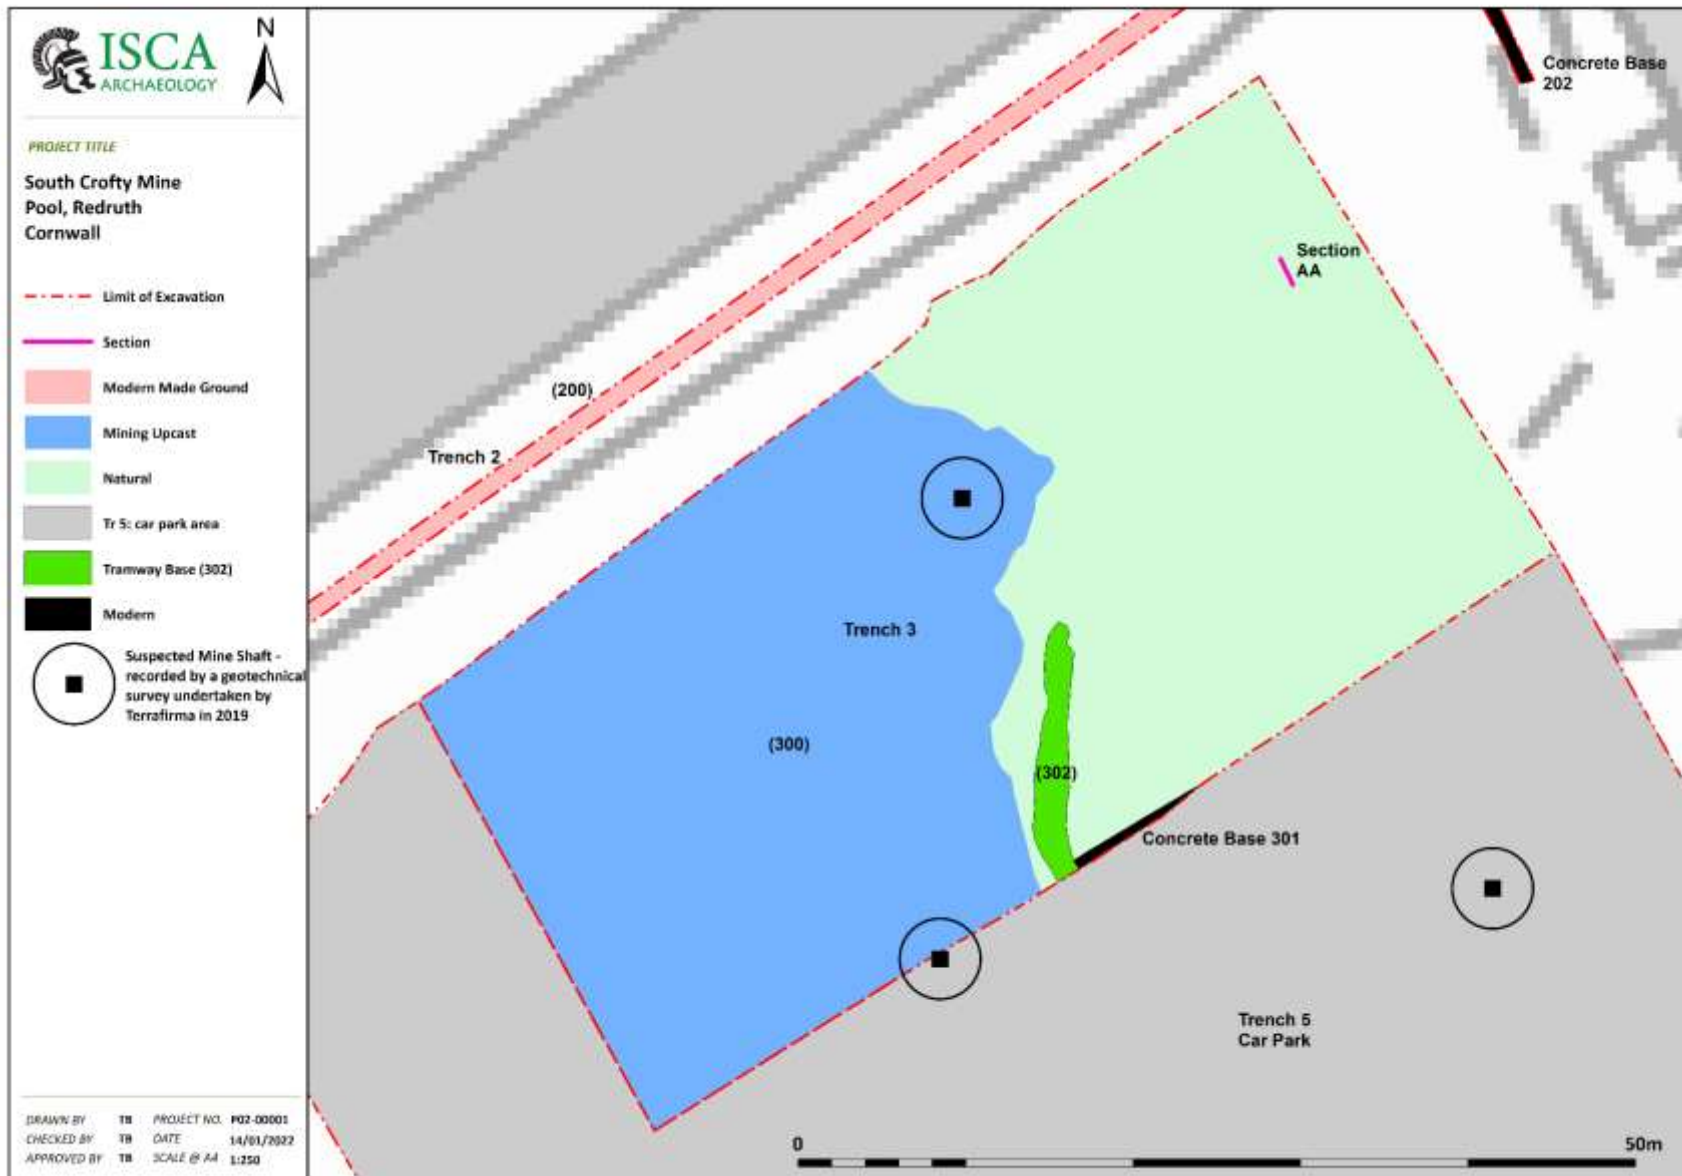 ISCA
ARCHAEOLOGY
N
PROJECT TITLE
South Crofty Mine
Pool, Redruth
Cornwall
Limit of Excavation
Section
Modern Made Ground
Mining Upcast
Natural
Tr 5: car park area
Tramway Base (302)
Modern
Suspected Mine Shaft -
recorded by a geotechnical
survey undertaken by
Terrafirma in 2019
DRAWN BY TB PROJECT NO. P02-00001
CHECKED BY TB DATE 14/01/2022
APPROVED BY TB SCALE @ A4 1:250
Concrete Base
202
Section
AA
(200)
Trench 2
Trench 3
(300)
(302)
Concrete Base 301
Trench 5
Car Park
0 50m